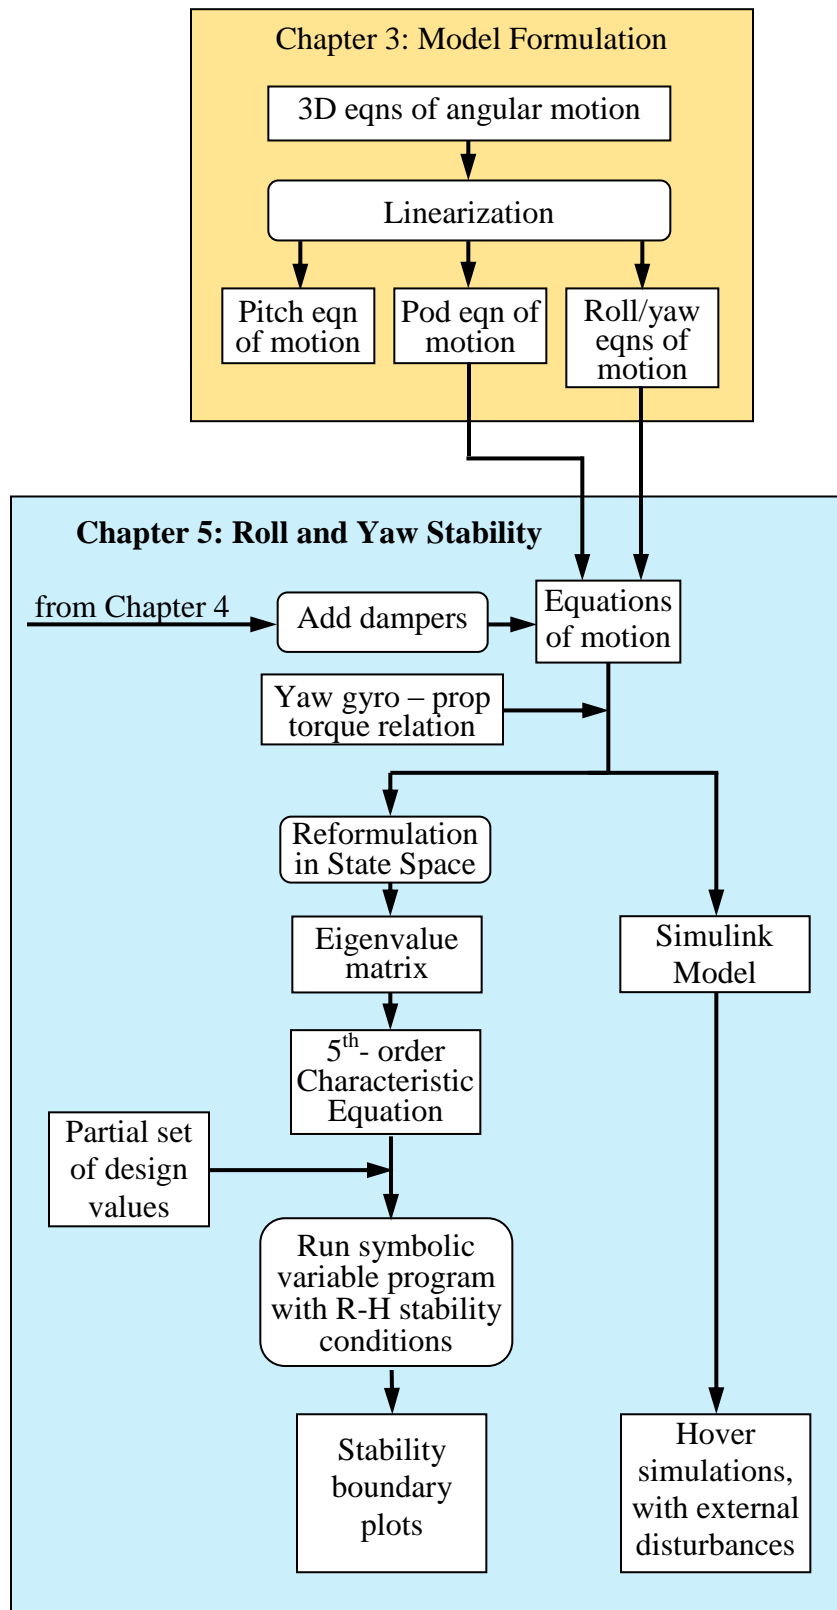 Chapter 3: Model Formulation
3D eqns of angular motion
Linearization
Pitch eqn
of motion
Pod eqn of
motion
Roll/yaw
eqns of
motion
Chapter 5: Roll and Yaw Stability
from Chapter 4
Add dampers
Equations
of motion
Yaw gyro – prop
torque relation
Reformulation
in State Space
Eigenvalue
matrix
Simulink
Model
5th- order
Characteristic
Equation
Partial set
of design
values
Run symbolic
variable program
with R-H stability
conditions
Stability
boundary
plots
Hover
simulations,
with external
disturbances